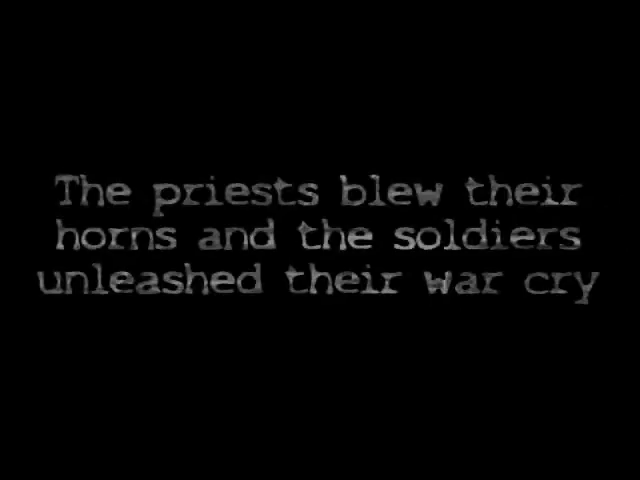 The priests blew their
horns and the soldiers
unleashed their war cry